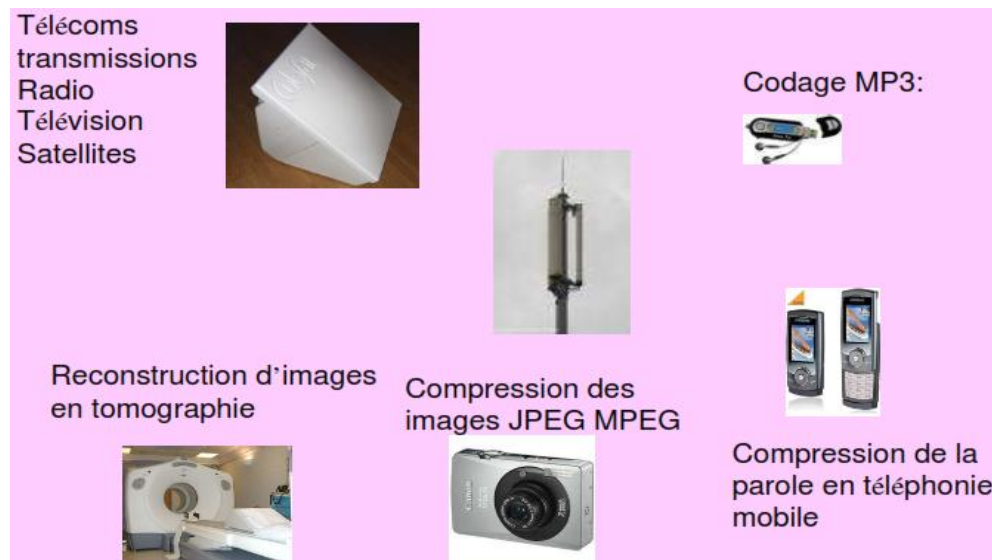 Télécoms
transmissions
Radio
Télévision
Satellites
Codage MP3:
Reconstruction d’images
en tomographie
Compression des
images JPEG MPEG
Canon
Compression de la
parole en téléphonie
mobile